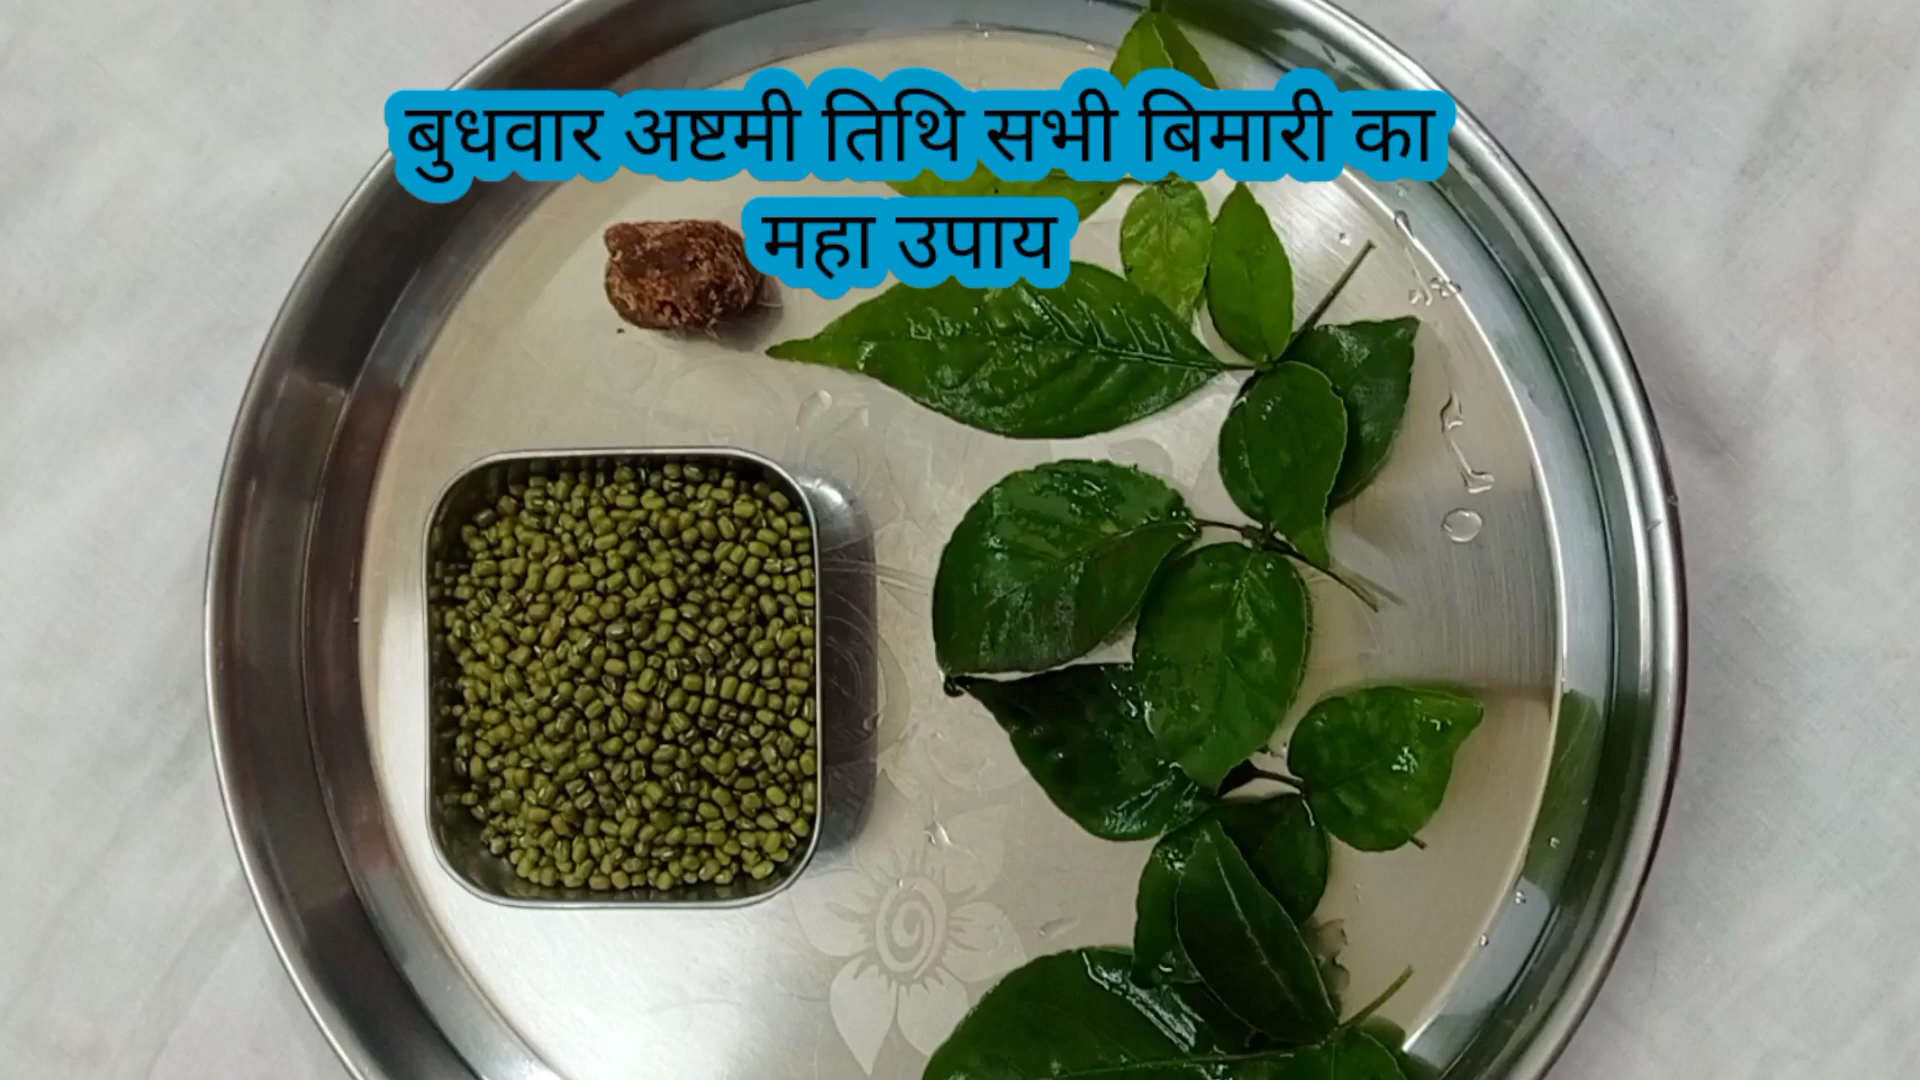 बुधवार अष्टमी तिथि सभी बिमारी का
महा उपाय